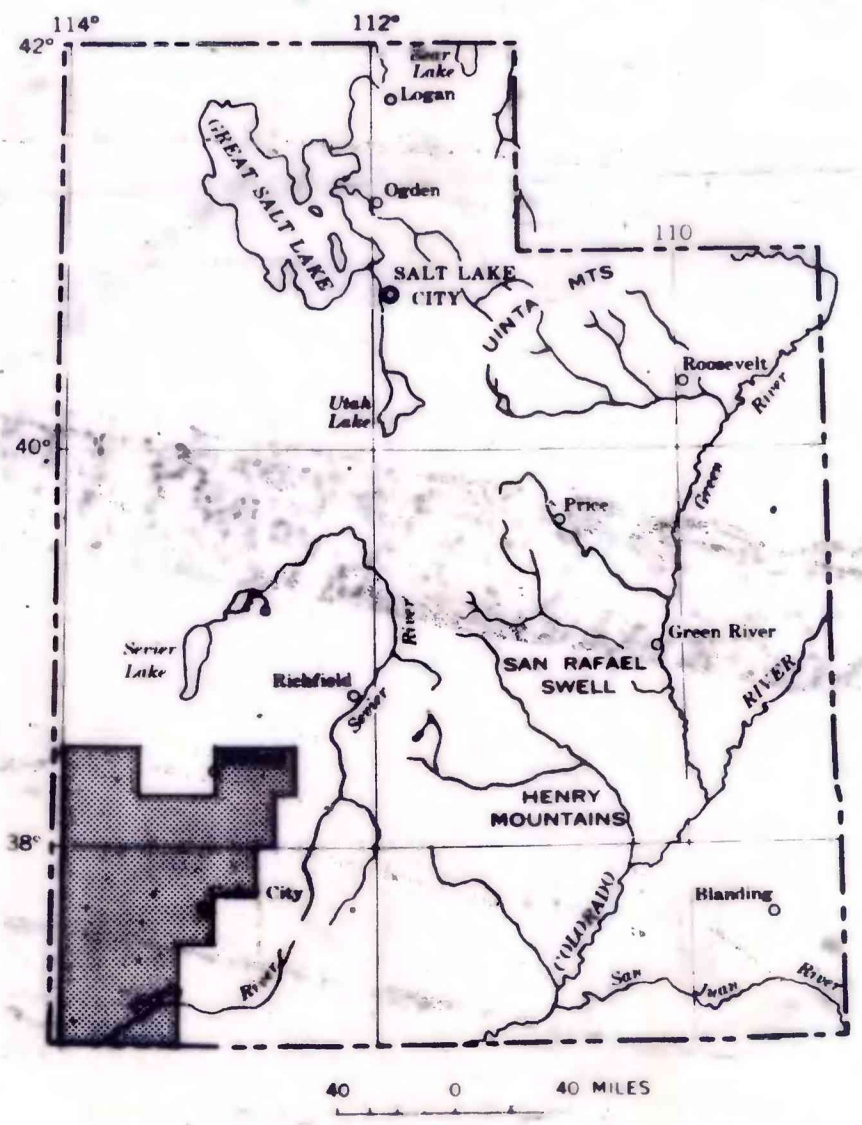 114°
112°
42°
Bear
Lake
Logan
GREAT SALT LAKE
Ogden
110
SALT LAKE
CITY
UINTA MTS
Roosevelt
River
Utah
Lake
40°
Green
Price
River
Green River
Sevier
Lake
SAN RAFAEL
SWELL
RIVER
Richfield
Sevier
HENRY
MOUNTAINS
38°
City
COLORADO
Blanding
River
San Juan River
40 0 40 MILES